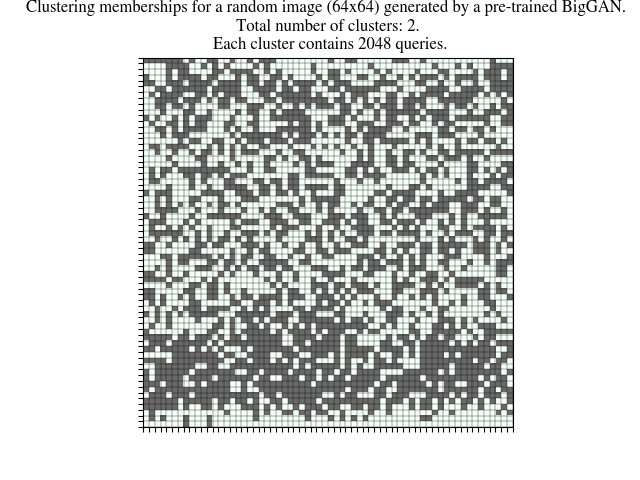 Clustering memberships for a random image (64x64) generated by a pre-trained BigGAN.
Total number of clusters: 2.
Each cluster contains 2048 queries.